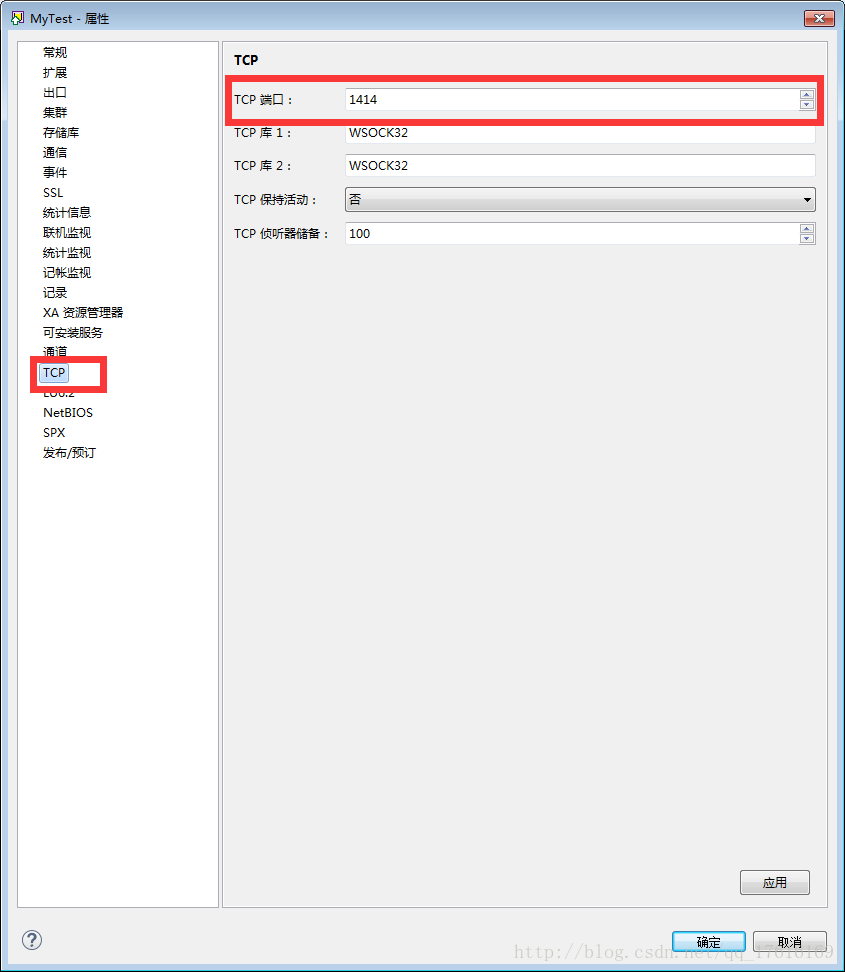 MyTest - 属性
常规
扩展
出口
集群
存储库
通信
事件
SSL
统计信息
联机监视
统计监视
记帐监视
记录
XA 资源管理器
可安装服务
通道
TCP
LU6.2
NetBIOS
SPX
发布/预订
TCP
TCP 端口： 1414
TCP 库 1： WSOCK32
TCP 库 2： WSOCK32
TCP 保持活动： 否
TCP 侦听器储备： 100
应用
确定 取消
http://blog.csdn.net/qq_17616169